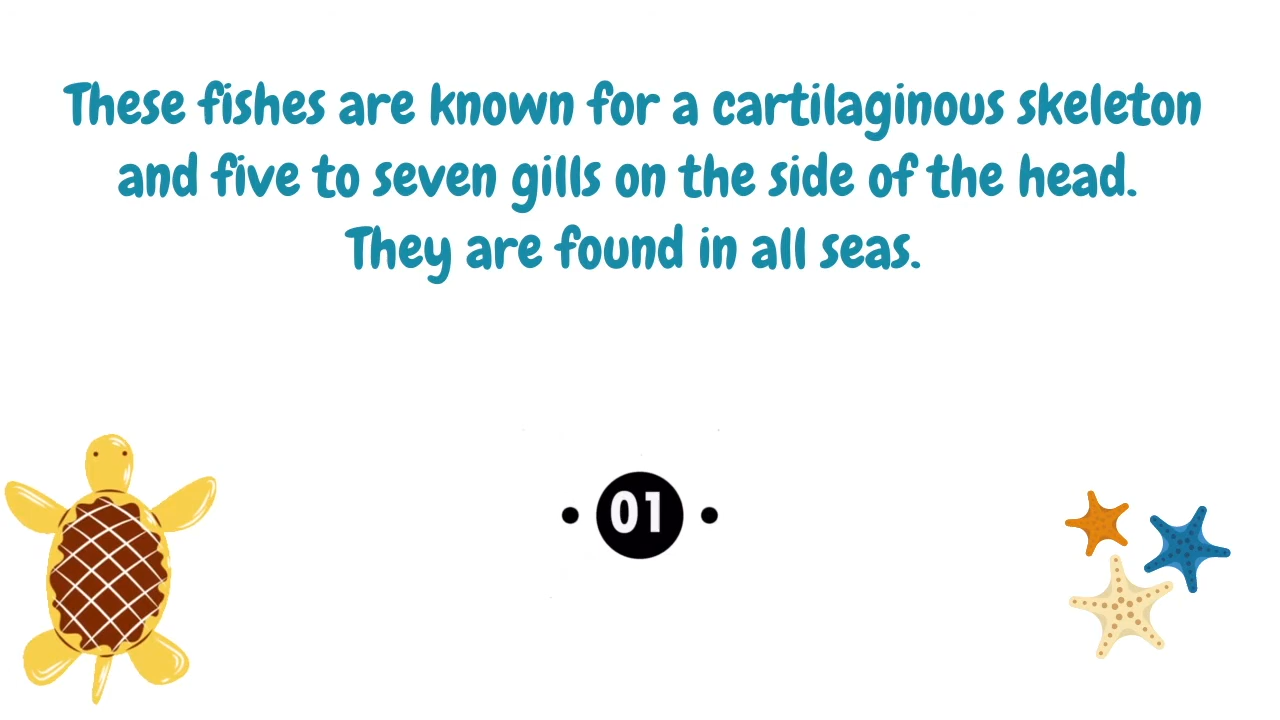 These fishes are known for a cartilaginous skeleton
and five to seven gills on the side of the head.
They are found in all seas.
01